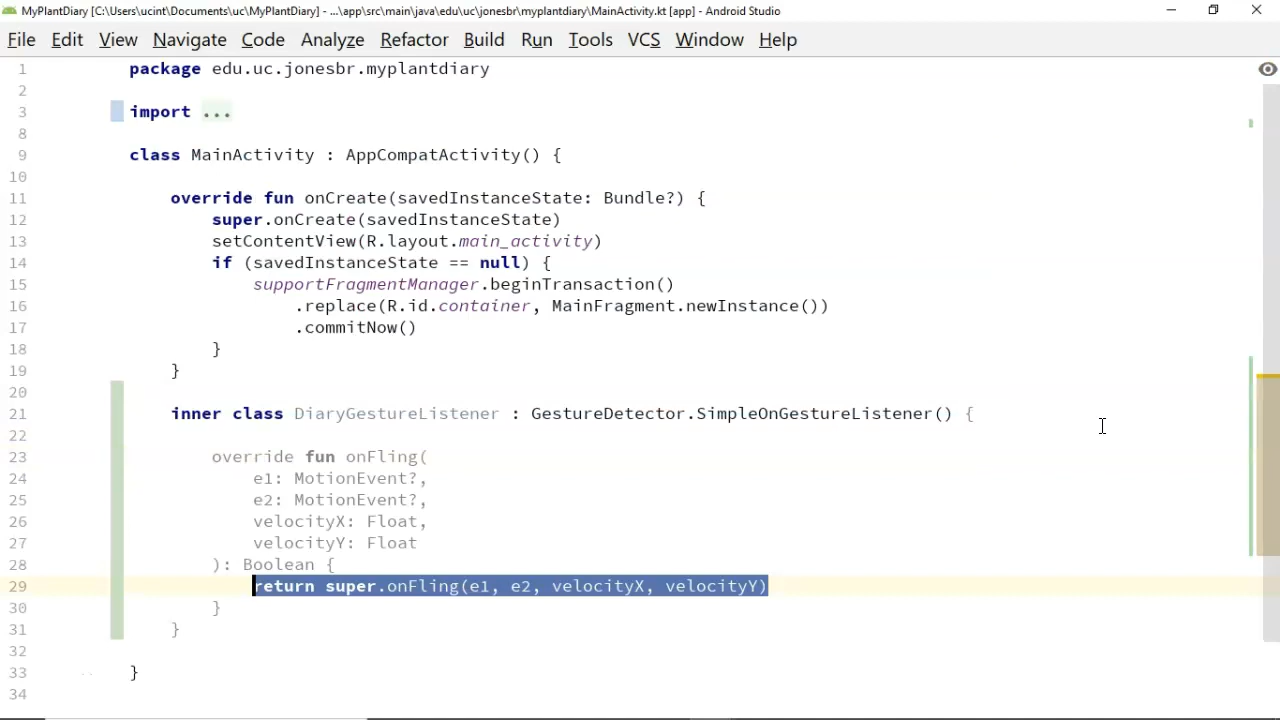 MyPlantDiary [C:\Users\ucint\Documents\uc\MyPlantDiary] - ...\app\src\main\java\edu\uc\jonesbr\myplantdiary\MainActivity.kt [app] - Android Studio
File Edit View Navigate Code Analyze Refactor Build Run Tools VCS Window Help
1 package edu.uc.jonesbr.myplantdiary
2
3 import ...
8
9 class MainActivity : AppCompatActivity() {
10
11 override fun onCreate(savedInstanceState: Bundle?) {
12 super.onCreate(savedInstanceState)
13 setContentView(R.layout.main_activity)
14 if (savedInstanceState == null) {
15 supportFragmentManager.beginTransaction()
16 .replace(R.id.container, MainFragment.newInstance())
17 .commitNow()
18 }
19 }
20
21 inner class DiaryGestureListener : GestureDetector.SimpleOnGestureListener() {
22
23 override fun onFling(
24 e1: MotionEvent?,
25 e2: MotionEvent?,
26 velocityX: Float,
27 velocityY: Float
28 ): Boolean {
29 return super.onFling(e1, e2, velocityX, velocityY)
30 }
31 }
32
33 }
34